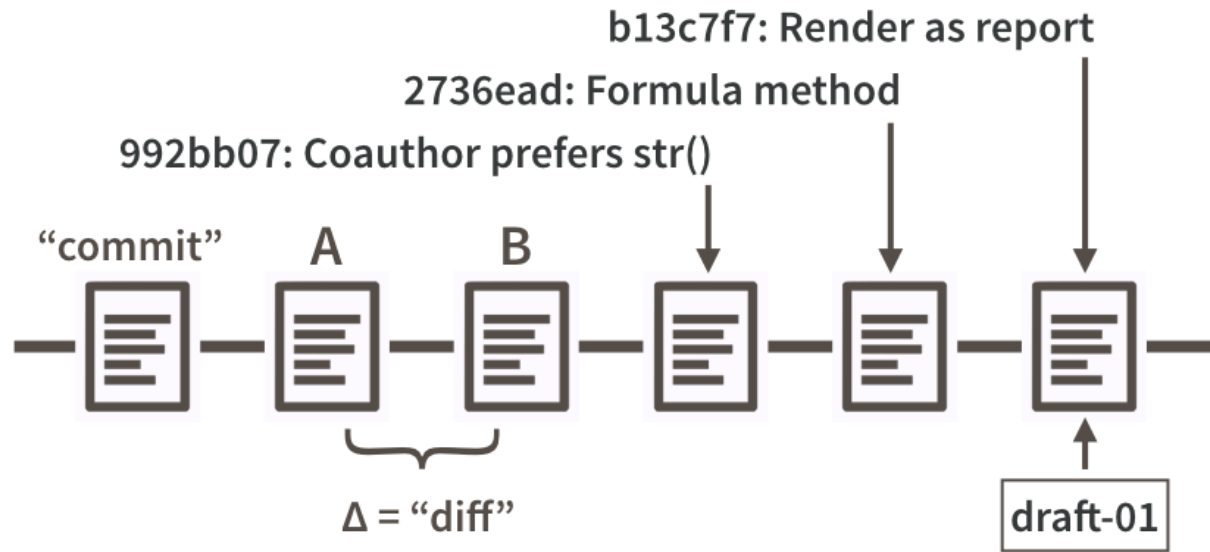 b13c7f7: Render as report
2736ead: Formula method
992bb07: Coauthor prefers str()
“commit”
A
B
Δ = “diff”
draft-01